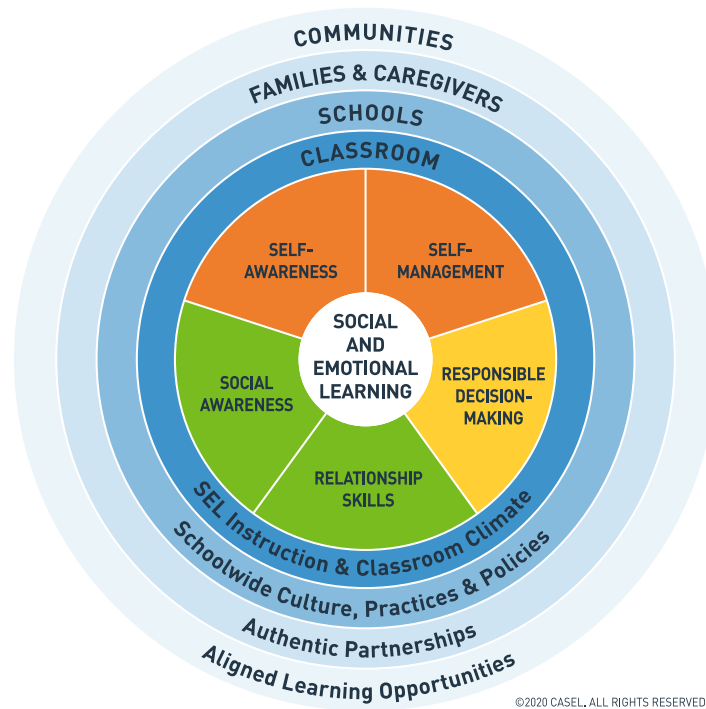 COMMUNITIES
FAMILIES & CAREGIVERS
SCHOOLS
CLASSROOM
SELF-
AWARENESS
SELF-
MANAGEMENT
SOCIAL
AND
EMOTIONAL
LEARNING
SOCIAL
AWARENESS
RESPONSIBLE
DECISION-
MAKING
RELATIONSHIP
SKILLS
SEL Instruction & Classroom Climate
Schoolwide Culture, Practices & Policies
Authentic Partnerships
Aligned Learning Opportunities
©2020 CASEL. ALL RIGHTS RESERVED